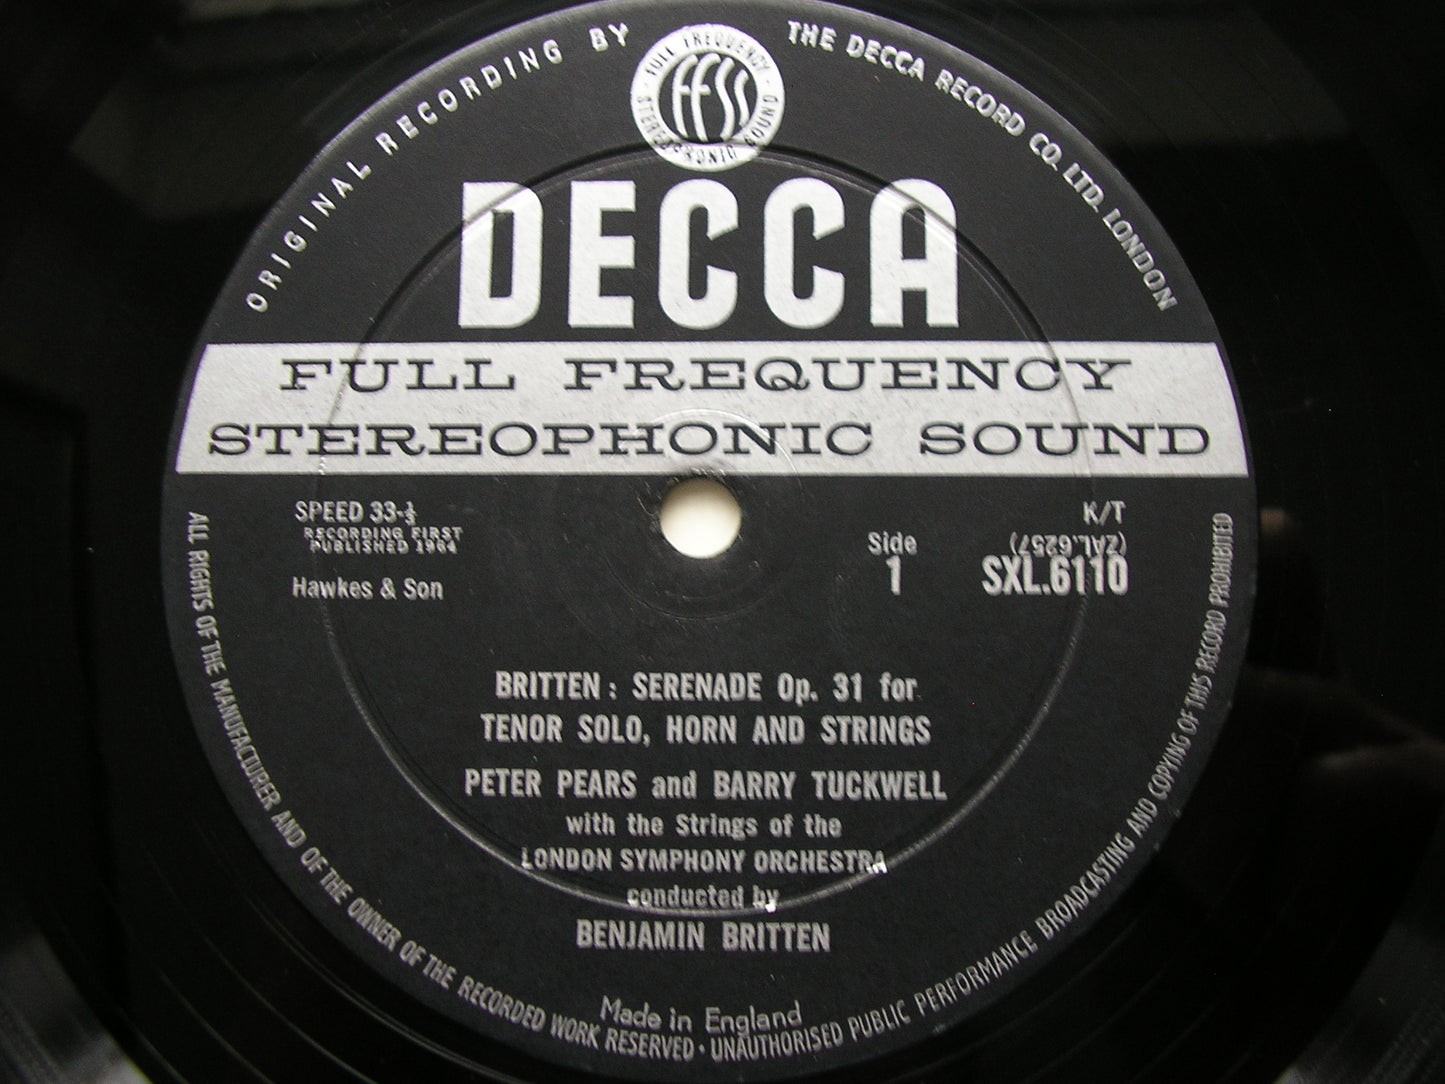 ORIGINAL RECORDING BY
THE DECCA RECORD CO. LTD. LONDON
FULL FREQUENCY
STEREOPHONIC SOUND
FFSS
DECCA
FULL FREQUENCY
STEREOPHONIC SOUND
SPEED 33-⅓
RECORDING FIRST
PUBLISHED 1964
Hawkes & Son
Side
1
K/T
(ZAL.6257)
SXL.6110
BRITTEN : SERENADE Op. 31 for
TENOR SOLO, HORN AND STRINGS
PETER PEARS and BARRY TUCKWELL
with the Strings of the
LONDON SYMPHONY ORCHESTRA
conducted by
BENJAMIN BRITTEN
Made in England
ALL RIGHTS OF THE MANUFACTURER AND OF THE OWNER OF THE RECORDED WORK RESERVED · UNAUTHORISED PUBLIC PERFORMANCE BROADCASTING AND COPYING OF THIS RECORD PROHIBITED